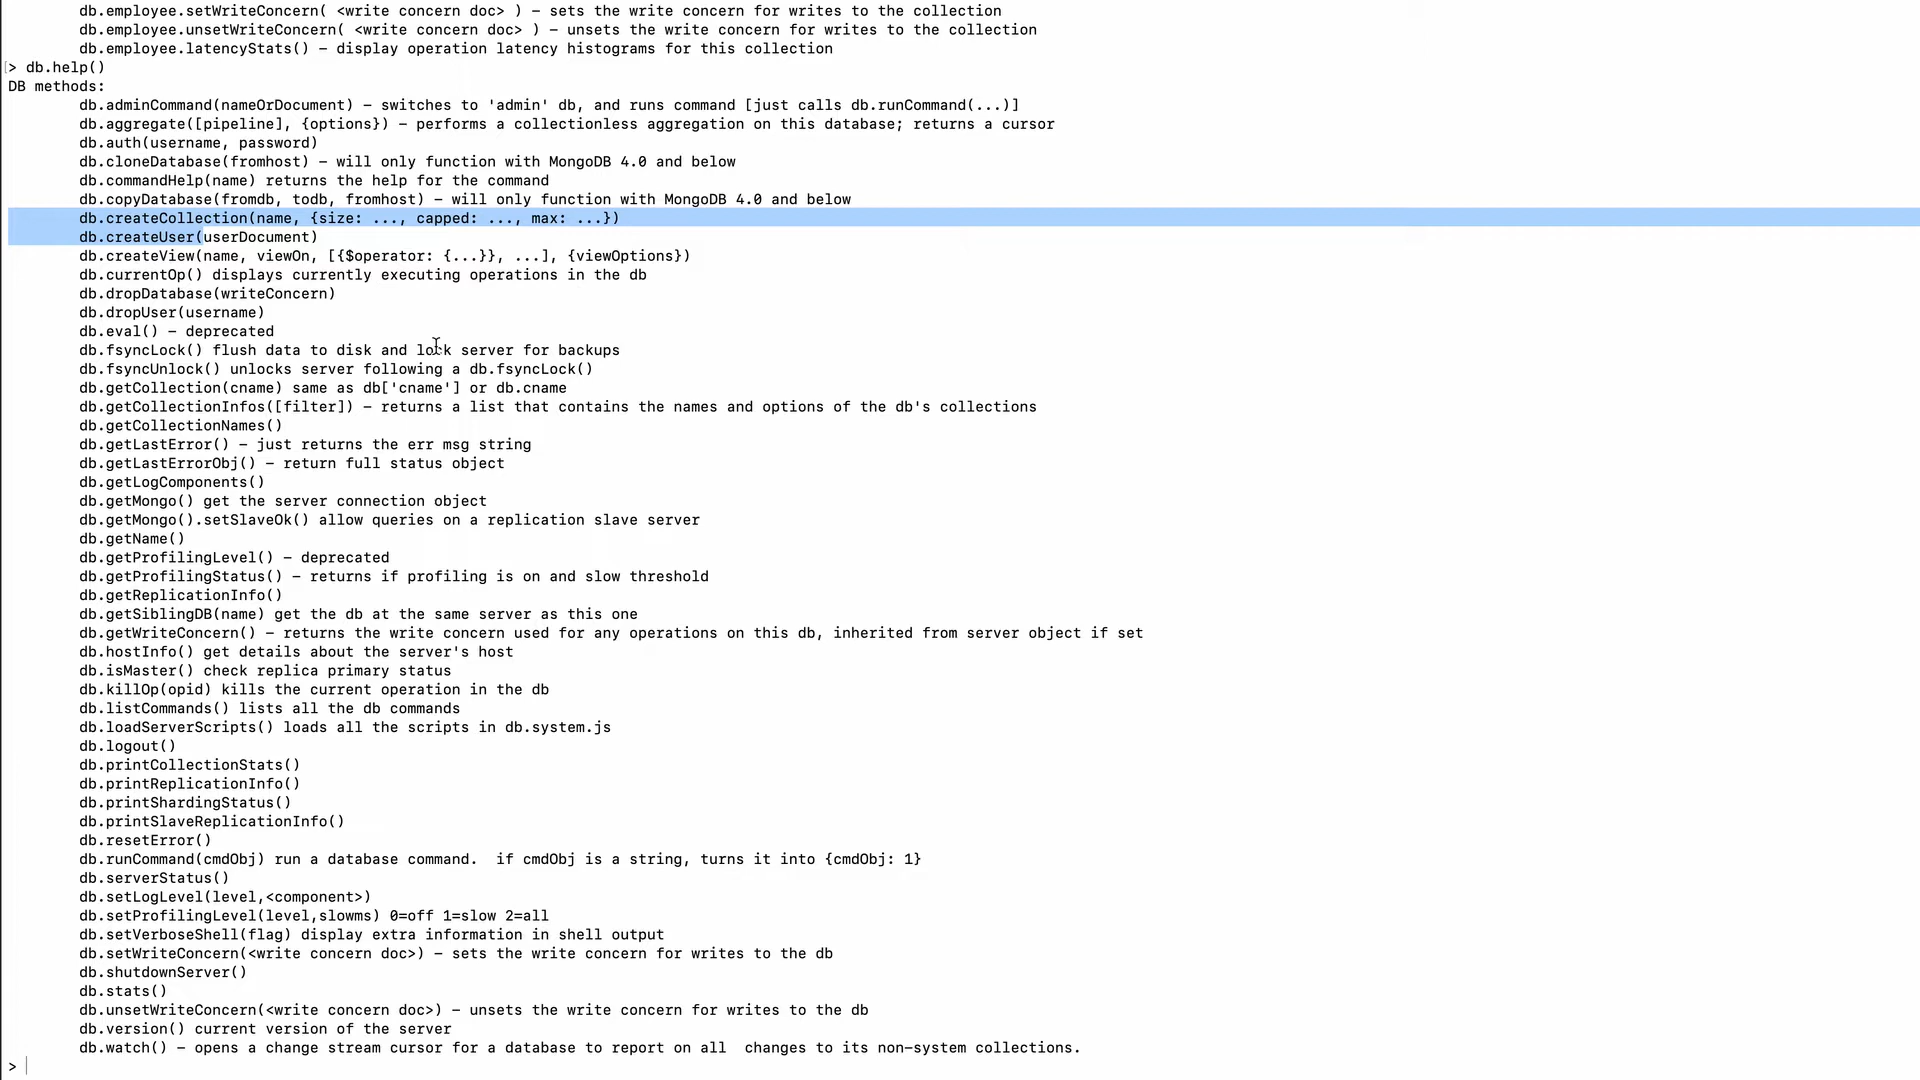 db.employee.setWriteConcern( <write concern doc> ) – sets the write concern for writes to the collection
db.employee.unsetWriteConcern( <write concern doc> ) – unsets the write concern for writes to the collection
db.employee.latencyStats() – display operation latency histograms for this collection
[> db.help()
DB methods:
db.adminCommand(nameOrDocument) – switches to 'admin' db, and runs command [just calls db.runCommand(...)]
db.aggregate([pipeline], {options}) – performs a collectionless aggregation on this database; returns a cursor
db.auth(username, password)
db.cloneDatabase(fromhost) – will only function with MongoDB 4.0 and below
db.commandHelp(name) returns the help for the command
db.copyDatabase(fromdb, todb, fromhost) – will only function with MongoDB 4.0 and below
db.createCollection(name, {size: ..., capped: ..., max: ...})
db.createUser(userDocument)
db.createView(name, viewOn, [{$operator: {...}}, ...], {viewOptions})
db.currentOp() displays currently executing operations in the db
db.dropDatabase(writeConcern)
db.dropUser(username)
db.eval() – deprecated
db.fsyncLock() flush data to disk and lock server for backups
db.fsyncUnlock() unlocks server following a db.fsyncLock()
db.getCollection(cname) same as db['cname'] or db.cname
db.getCollectionInfos([filter]) – returns a list that contains the names and options of the db's collections
db.getCollectionNames()
db.getLastError() – just returns the err msg string
db.getLastErrorObj() – return full status object
db.getLogComponents()
db.getMongo() get the server connection object
db.getMongo().setSlaveOk() allow queries on a replication slave server
db.getName()
db.getProfilingLevel() – deprecated
db.getProfilingStatus() – returns if profiling is on and slow threshold
db.getReplicationInfo()
db.getSiblingDB(name) get the db at the same server as this one
db.getWriteConcern() – returns the write concern used for any operations on this db, inherited from server object if set
db.hostInfo() get details about the server's host
db.isMaster() check replica primary status
db.killOp(opid) kills the current operation in the db
db.listCommands() lists all the db commands
db.loadServerScripts() loads all the scripts in db.system.js
db.logout()
db.printCollectionStats()
db.printReplicationInfo()
db.printShardingStatus()
db.printSlaveReplicationInfo()
db.resetError()
db.runCommand(cmdObj) run a database command.  if cmdObj is a string, turns it into {cmdObj: 1}
db.serverStatus()
db.setLogLevel(level,<component>)
db.setProfilingLevel(level,slowms) 0=off 1=slow 2=all
db.setVerboseShell(flag) display extra information in shell output
db.setWriteConcern(<write concern doc>) – sets the write concern for writes to the db
db.shutdownServer()
db.stats()
db.unsetWriteConcern(<write concern doc>) – unsets the write concern for writes to the db
db.version() current version of the server
db.watch() – opens a change stream cursor for a database to report on all  changes to its non–system collections.
>